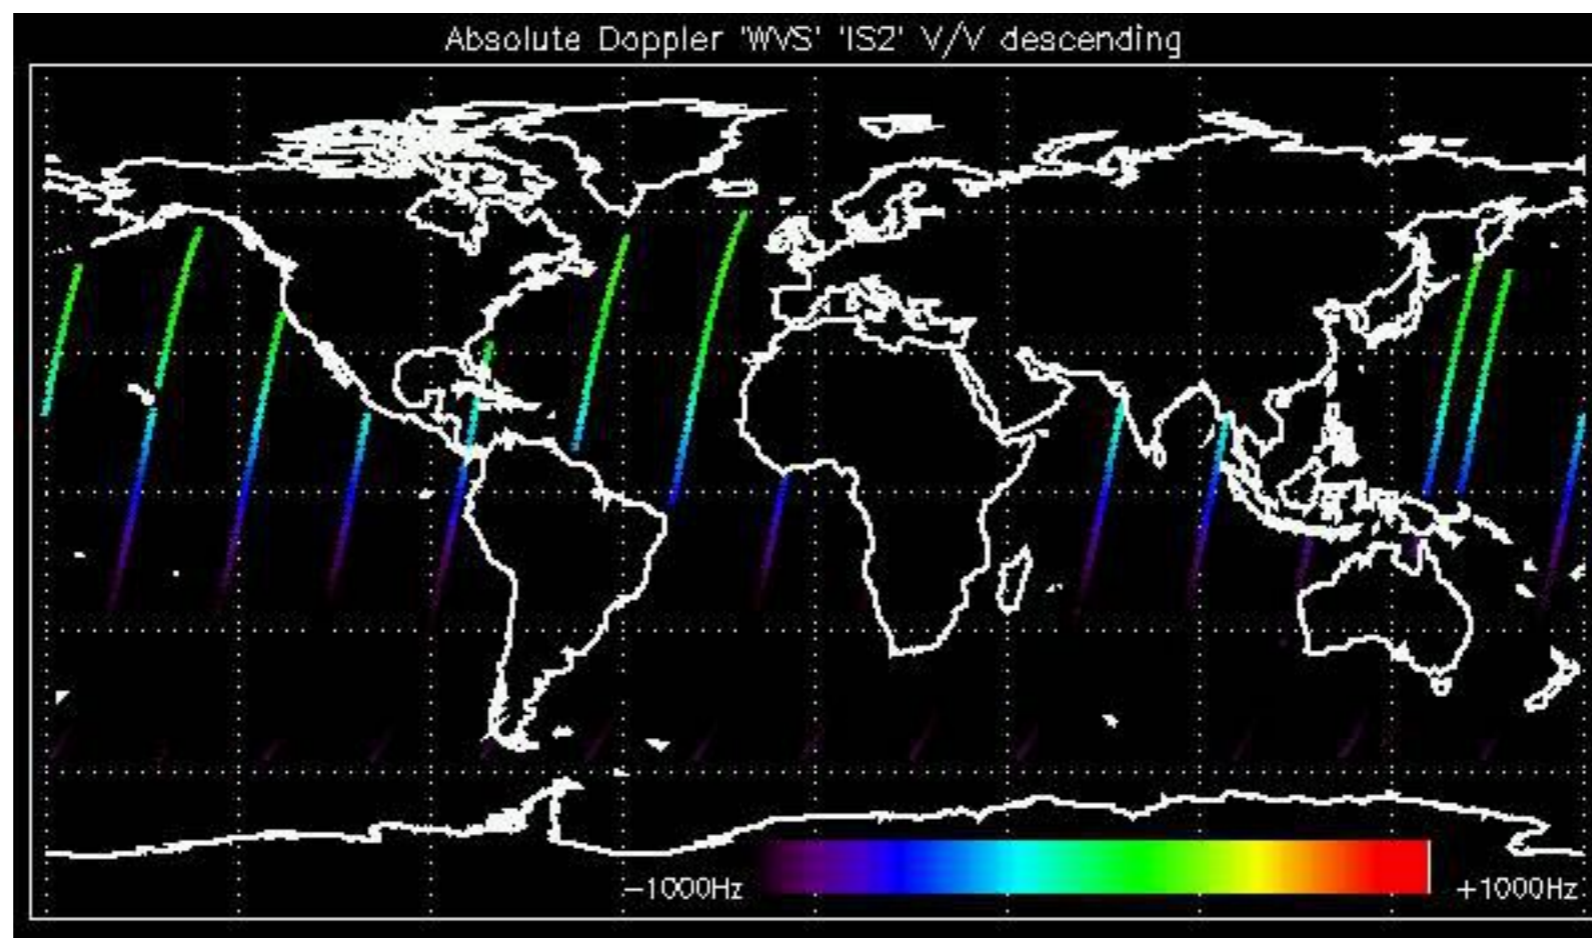 Absolute Doppler 'WVS' 'IS2' V/V descending
−1000Hz +1000Hz